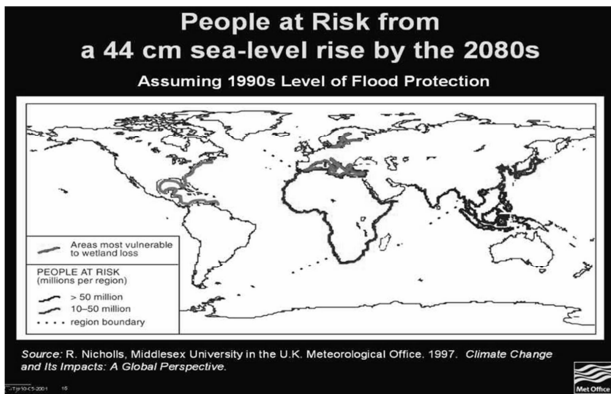 People at Risk from
a 44 cm sea-level rise by the 2080s
Assuming 1990s Level of Flood Protection
Areas most vulnerable
to wetland loss
PEOPLE AT RISK
(millions per region)
> 50 million
10–50 million
region boundary
Source: R. Nicholls, Middlesex University in the U.K. Meteorological Office. 1997. Climate Change
and Its Impacts: A Global Perspective.
Met Office